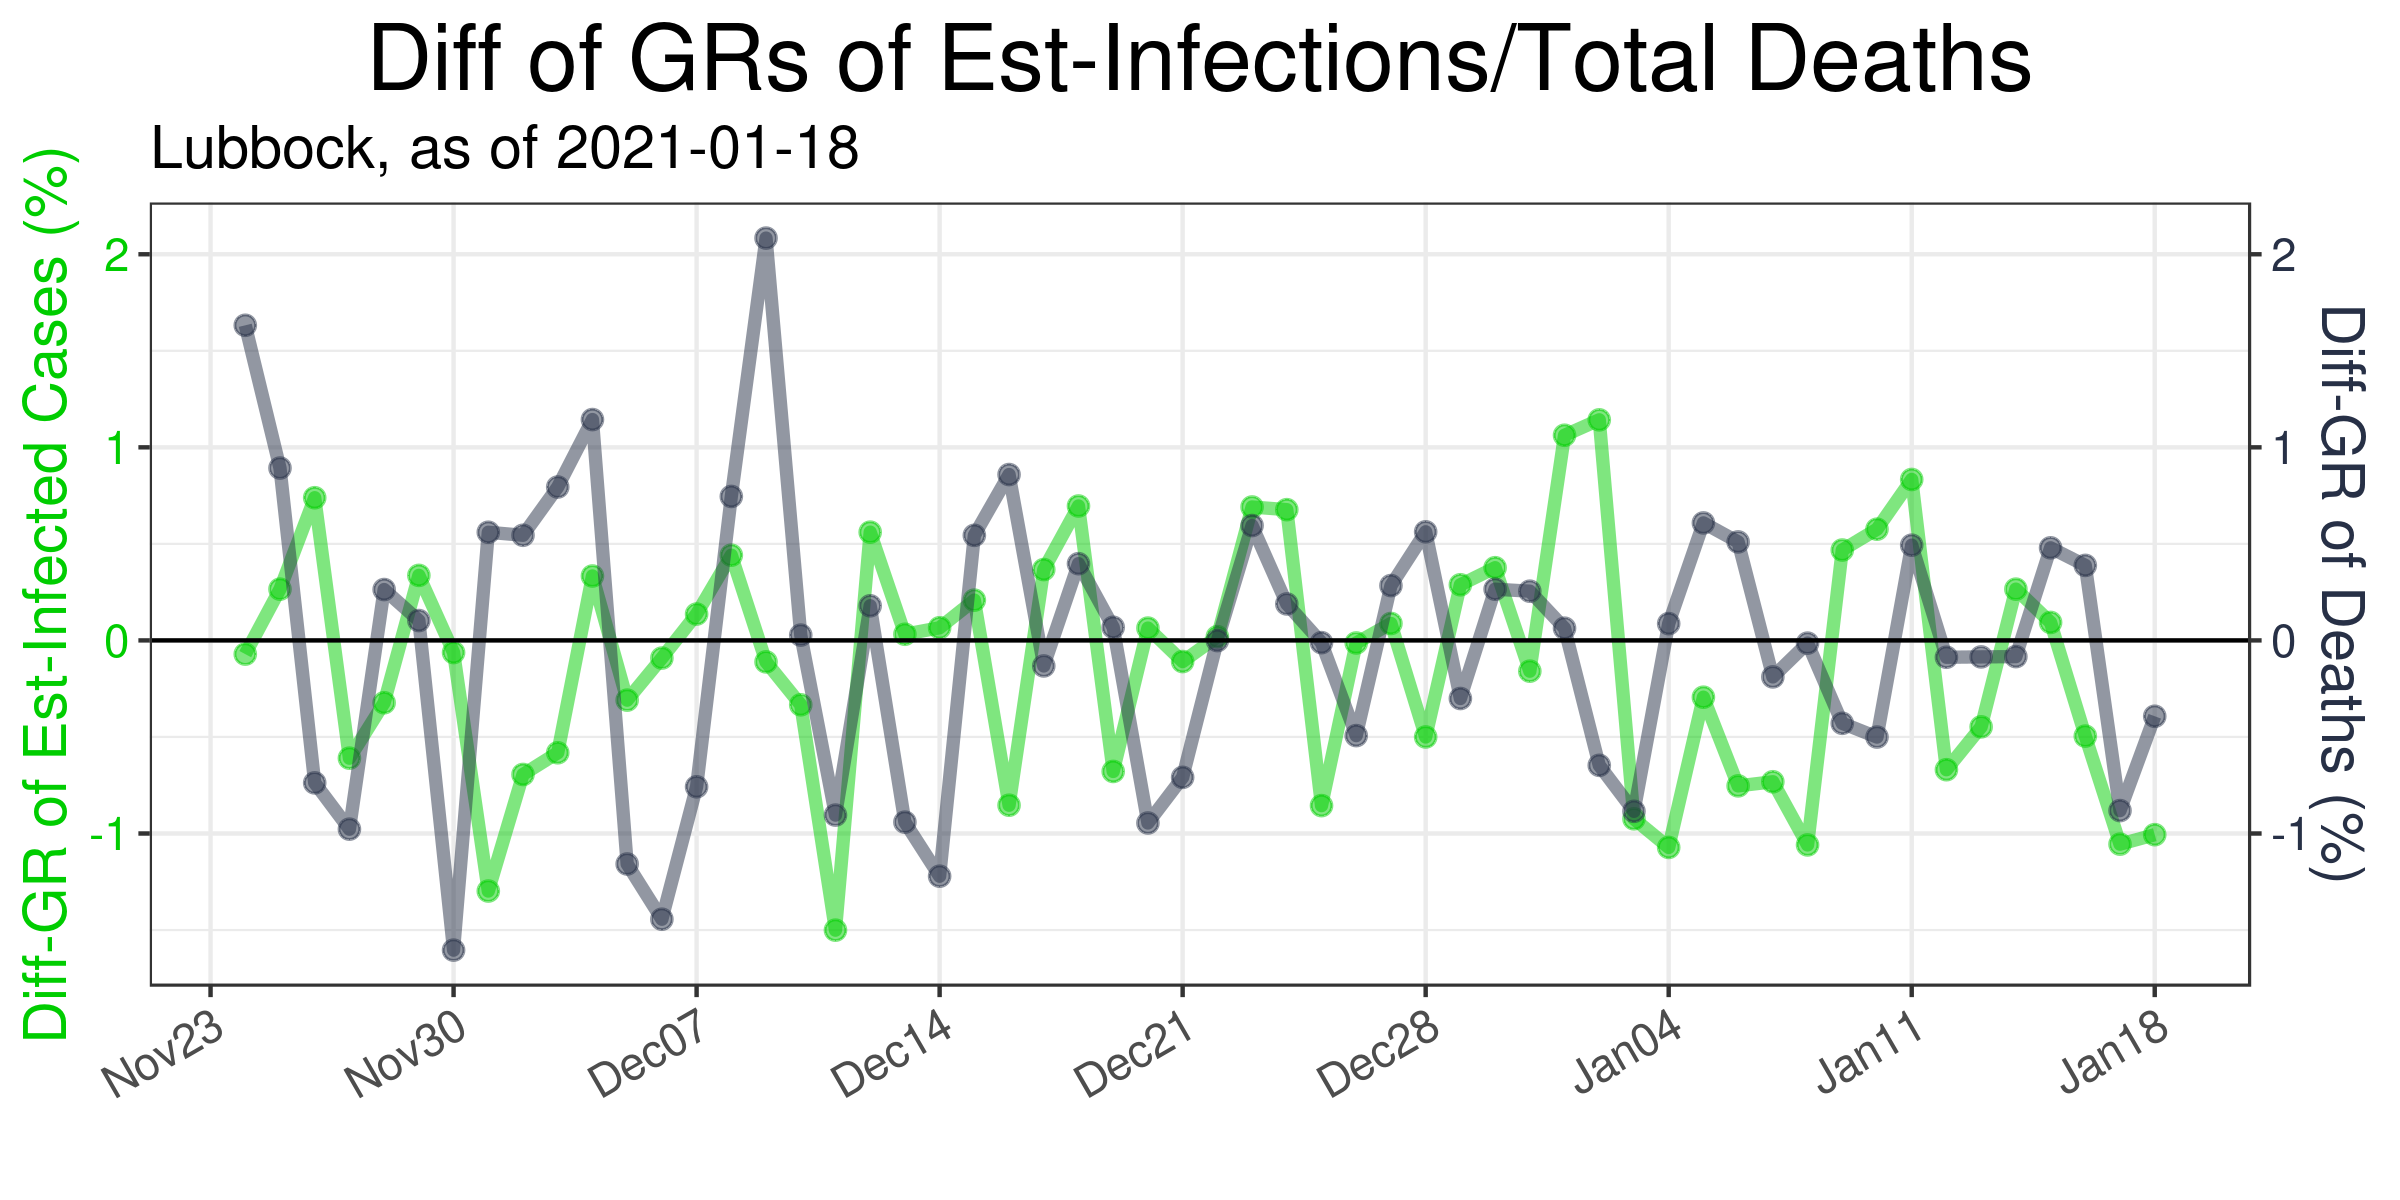 Diff of GRs of Est-Infections/Total Deaths
Lubbock, as of 2021-01-18
Diff-GR of Est-Infected Cases (%)
2
1
0
-1
2
1
0
-1
Diff-GR of Deaths (%)
Nov23
Nov30
Dec07
Dec14
Dec21
Dec28
Jan04
Jan11
Jan18